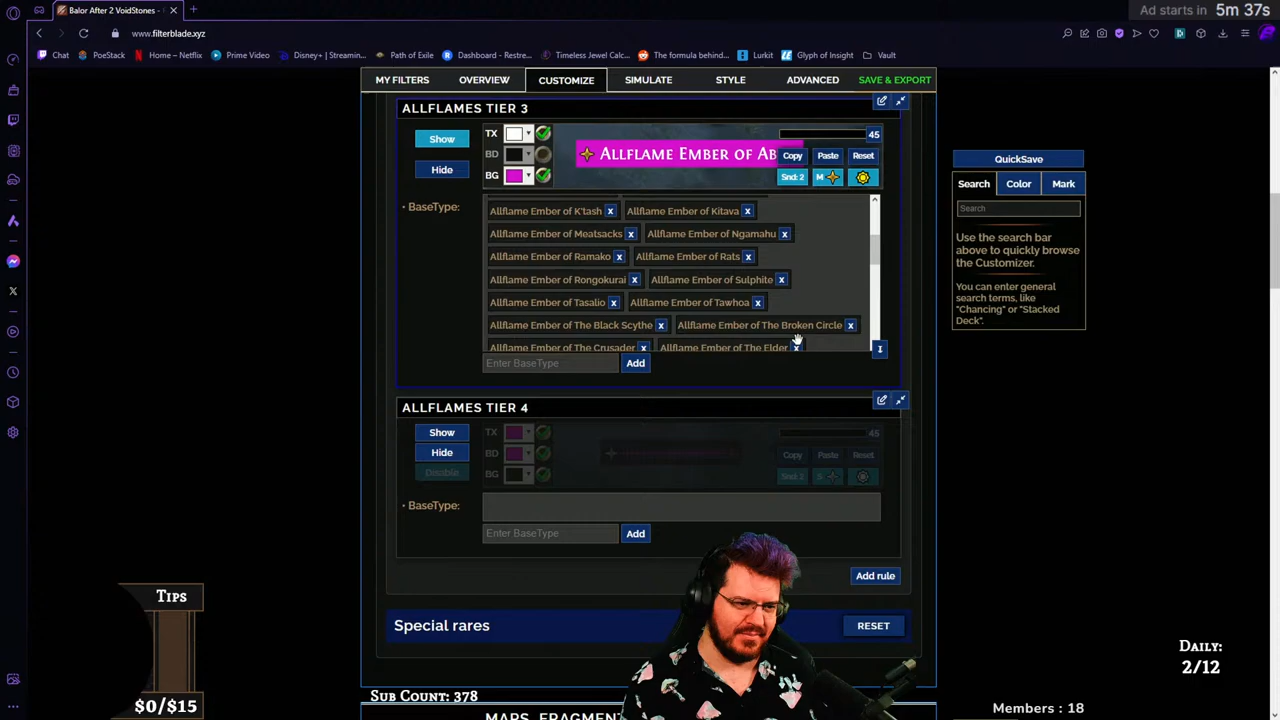 Balor After 2 VoidStones -
Ad starts in 5m 37s
www.filterblade.xyz
Chat
PoeStack
Home – Netflix
Prime Video
Disney+ | Streamin...
Path of Exile
Dashboard - Restre...
Timeless Jewel Calc...
The formula behind...
Lurkit
Glyph of Insight
Vault
MY FILTERS
OVERVIEW
CUSTOMIZE
SIMULATE
STYLE
ADVANCED
SAVE & EXPORT
ALLFLAMES TIER 3
Show
Hide
TX
BD
BG
ALLFLAME EMBER OF AB
45
Copy
Paste
Reset
Snd: 2
M
• BaseType:
Allflame Ember of K'tash x Allflame Ember of Kitava x
Allflame Ember of Meatsacks x Allflame Ember of Ngamahu x
Allflame Ember of Ramako x Allflame Ember of Rats x
Allflame Ember of Rongokurai x Allflame Ember of Sulphite x
Allflame Ember of Tasalio x Allflame Ember of Tawhoa x
Allflame Ember of The Black Scythe x Allflame Ember of The Broken Circle x
Allflame Ember of The Crusader x Allflame Ember of The Elder x
Enter BaseType Add
ALLFLAMES TIER 4
Show
Hide
Disable
TX
BD
BG
45
Copy
Paste
Reset
Snd: 2
S
• BaseType:
Enter BaseType Add
Add rule
Special rares
RESET
MAPS, FRAGMEN
QuickSave
Search
Color
Mark
Search
Use the search bar
above to quickly browse
the Customizer.
You can enter general
search terms, like
"Chancing" or "Stacked
Deck".
Tips
$0/$15
Sub Count: 378
Daily:
2/12
Members : 18